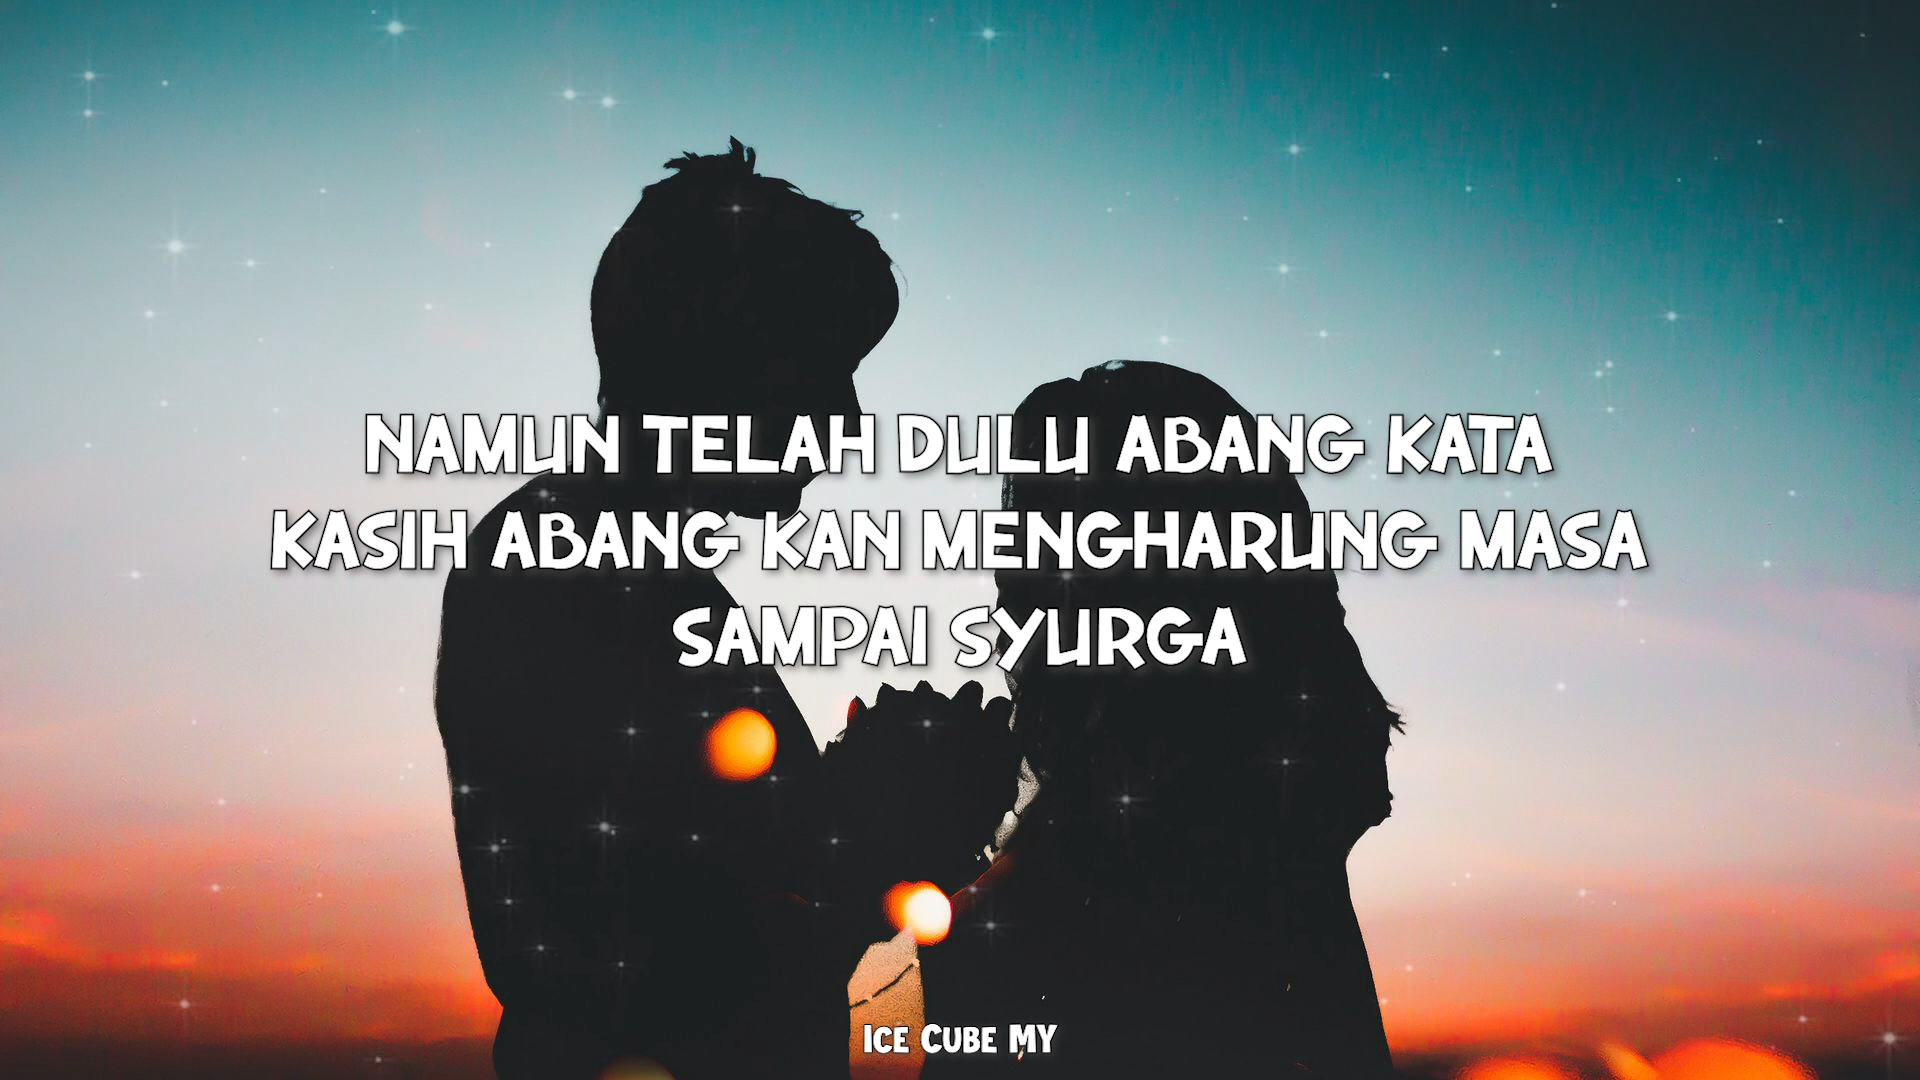 NAMUN TELAH DULU ABANG KATA
KASIH ABANG KAN MENGHARUNG MASA
SAMPAI SYURGA
ICE CUBE MY